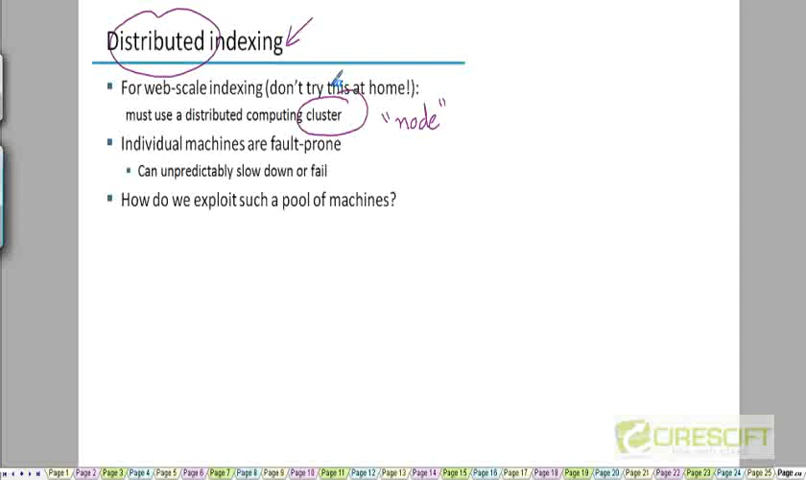 Distributed indexing
▪ For web-scale indexing (don't try this at home!):
must use a distributed computing cluster
"node"
▪ Individual machines are fault-prone
▪ Can unpredictably slow down or fail
▪ How do we exploit such a pool of machines?
Page 1 Page 2 Page 3 Page 4 Page 5 Page 6 Page 7 Page 8 Page 9 Page 10 Page 11 Page 12 Page 13 Page 14 Page 15 Page 16 Page 17 Page 18 Page 19 Page 20 Page 21 Page 22 Page 23 Page 24 Page 25 Page